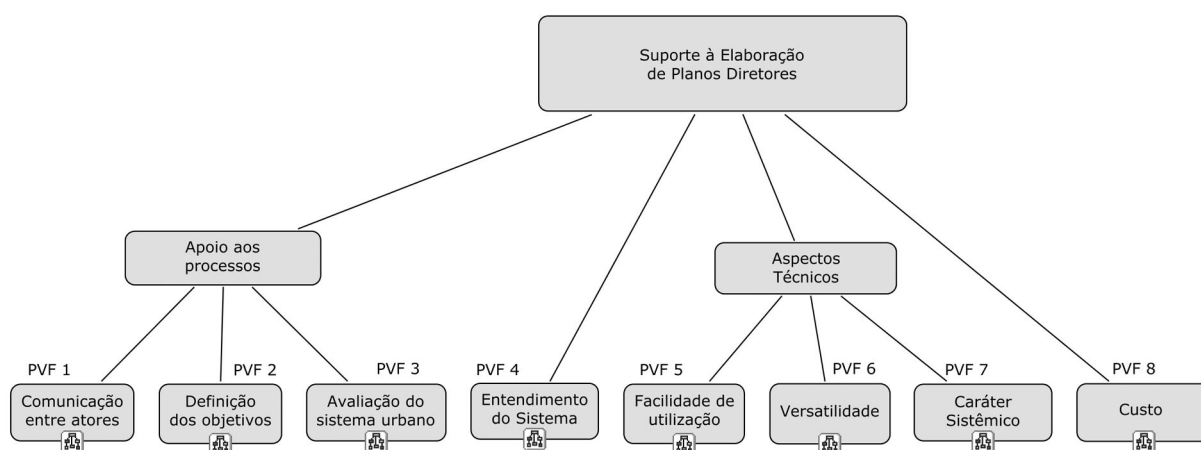 Suporte à Elaboração
de Planos Diretores
Apoio aos
processos
Aspectos
Técnicos
PVF 1
Comunicação
entre atores
PVF 2
Definição
dos objetivos
PVF 3
Avaliação do
sistema urbano
PVF 4
Entendimento
do Sistema
PVF 5
Facilidade de
utilização
PVF 6
Versatilidade
PVF 7
Caráter
Sistêmico
PVF 8
Custo